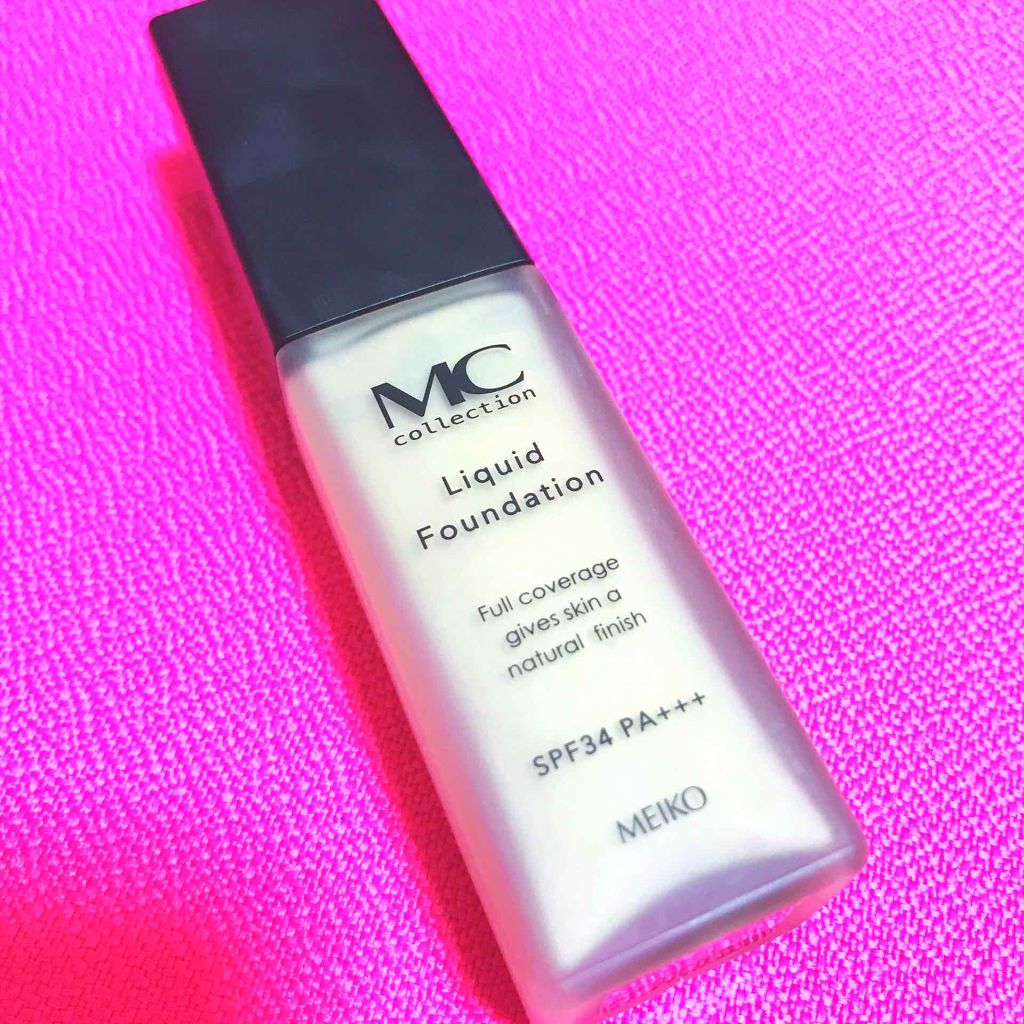 MC
collection
Liquid
Foundation
Full coverage
gives skin a
natural finish
SPF34 PA+++
MEIKO